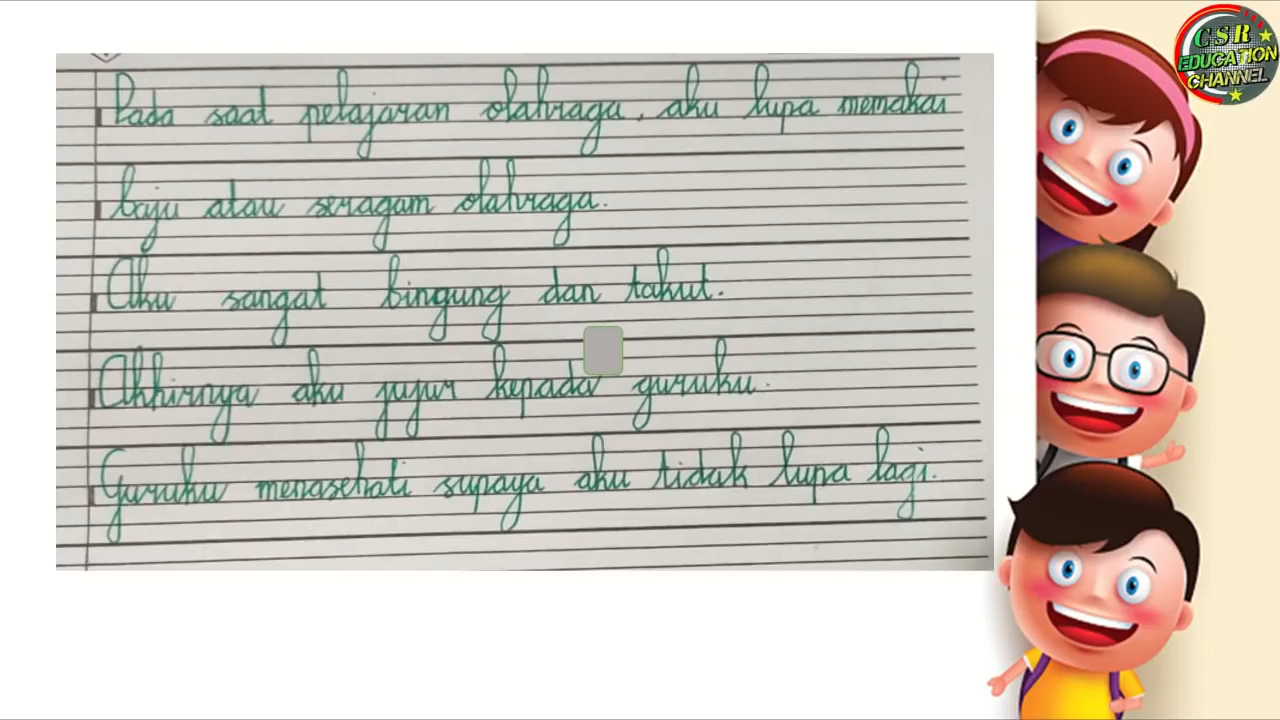 Pada saat pelajaran olahraga, aku lupa memakai
baju atau seragam olahraga.
Aku sangat bingung dan takut.
Akhirnya aku jujur kepada guruku.
Guruku menasehati supaya aku tidak lupa lagi.
CSR
EDUCATION
CHANNEL